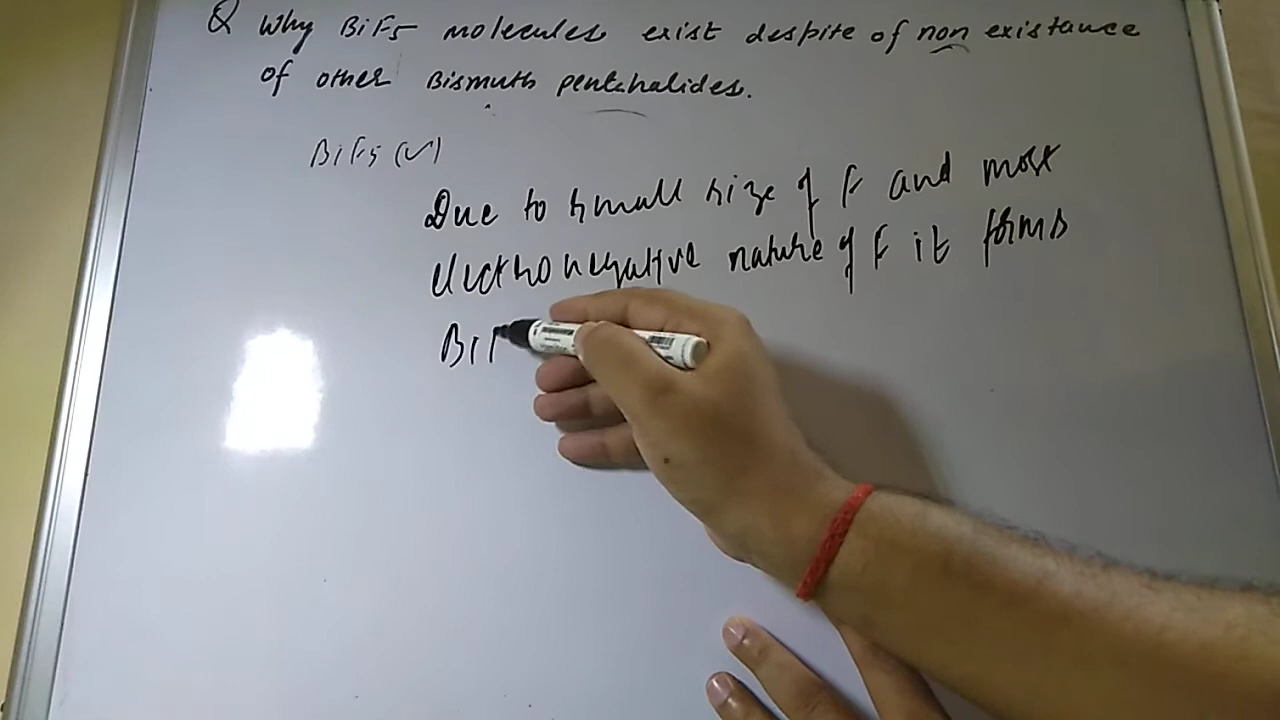 Q Why BiF5 molecules exist despite of non existance
of other Bismuth pentahalides.
BiF5 (V)
Due to small size of F and most
electronegative nature of F it forms
BiF